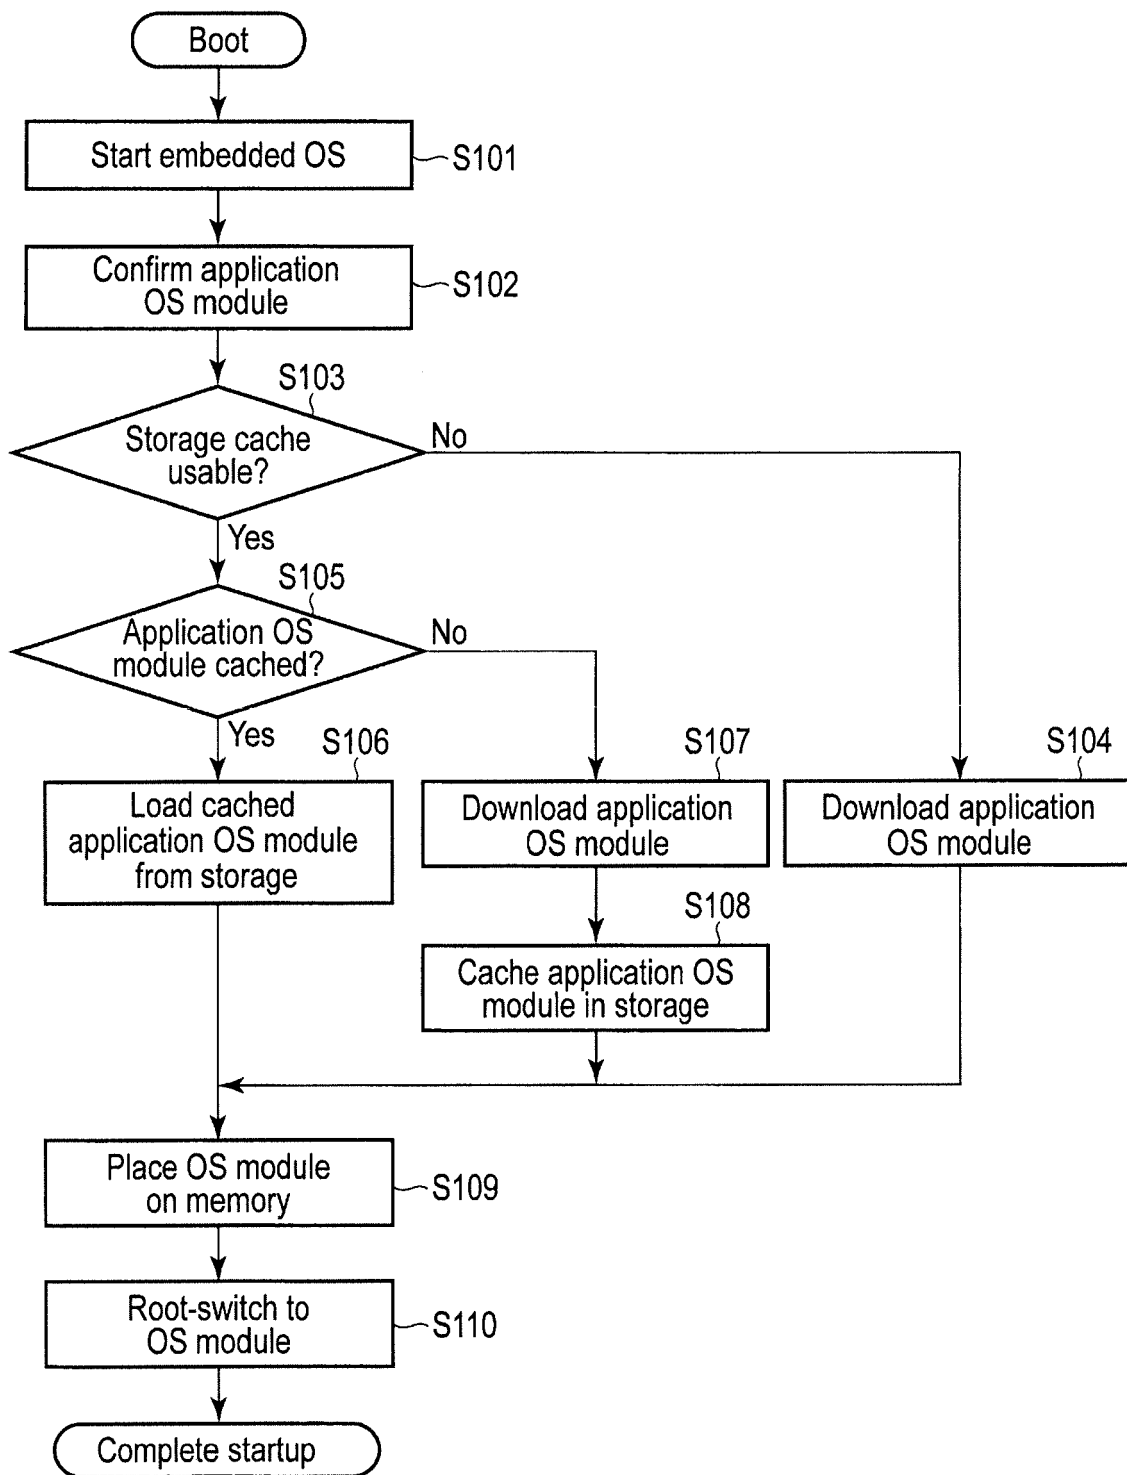 Boot
Start embedded OS
S101
Confirm application
OS module
S102
S103
Storage cache
usable?
No
Yes
S105
Application OS
module cached?
No
Yes
S106
Load cached
application OS module
from storage
S107
Download application
OS module
S104
Download application
OS module
S108
Cache application OS
module in storage
Place OS module
on memory
S109
Root-switch to
OS module
S110
Complete startup